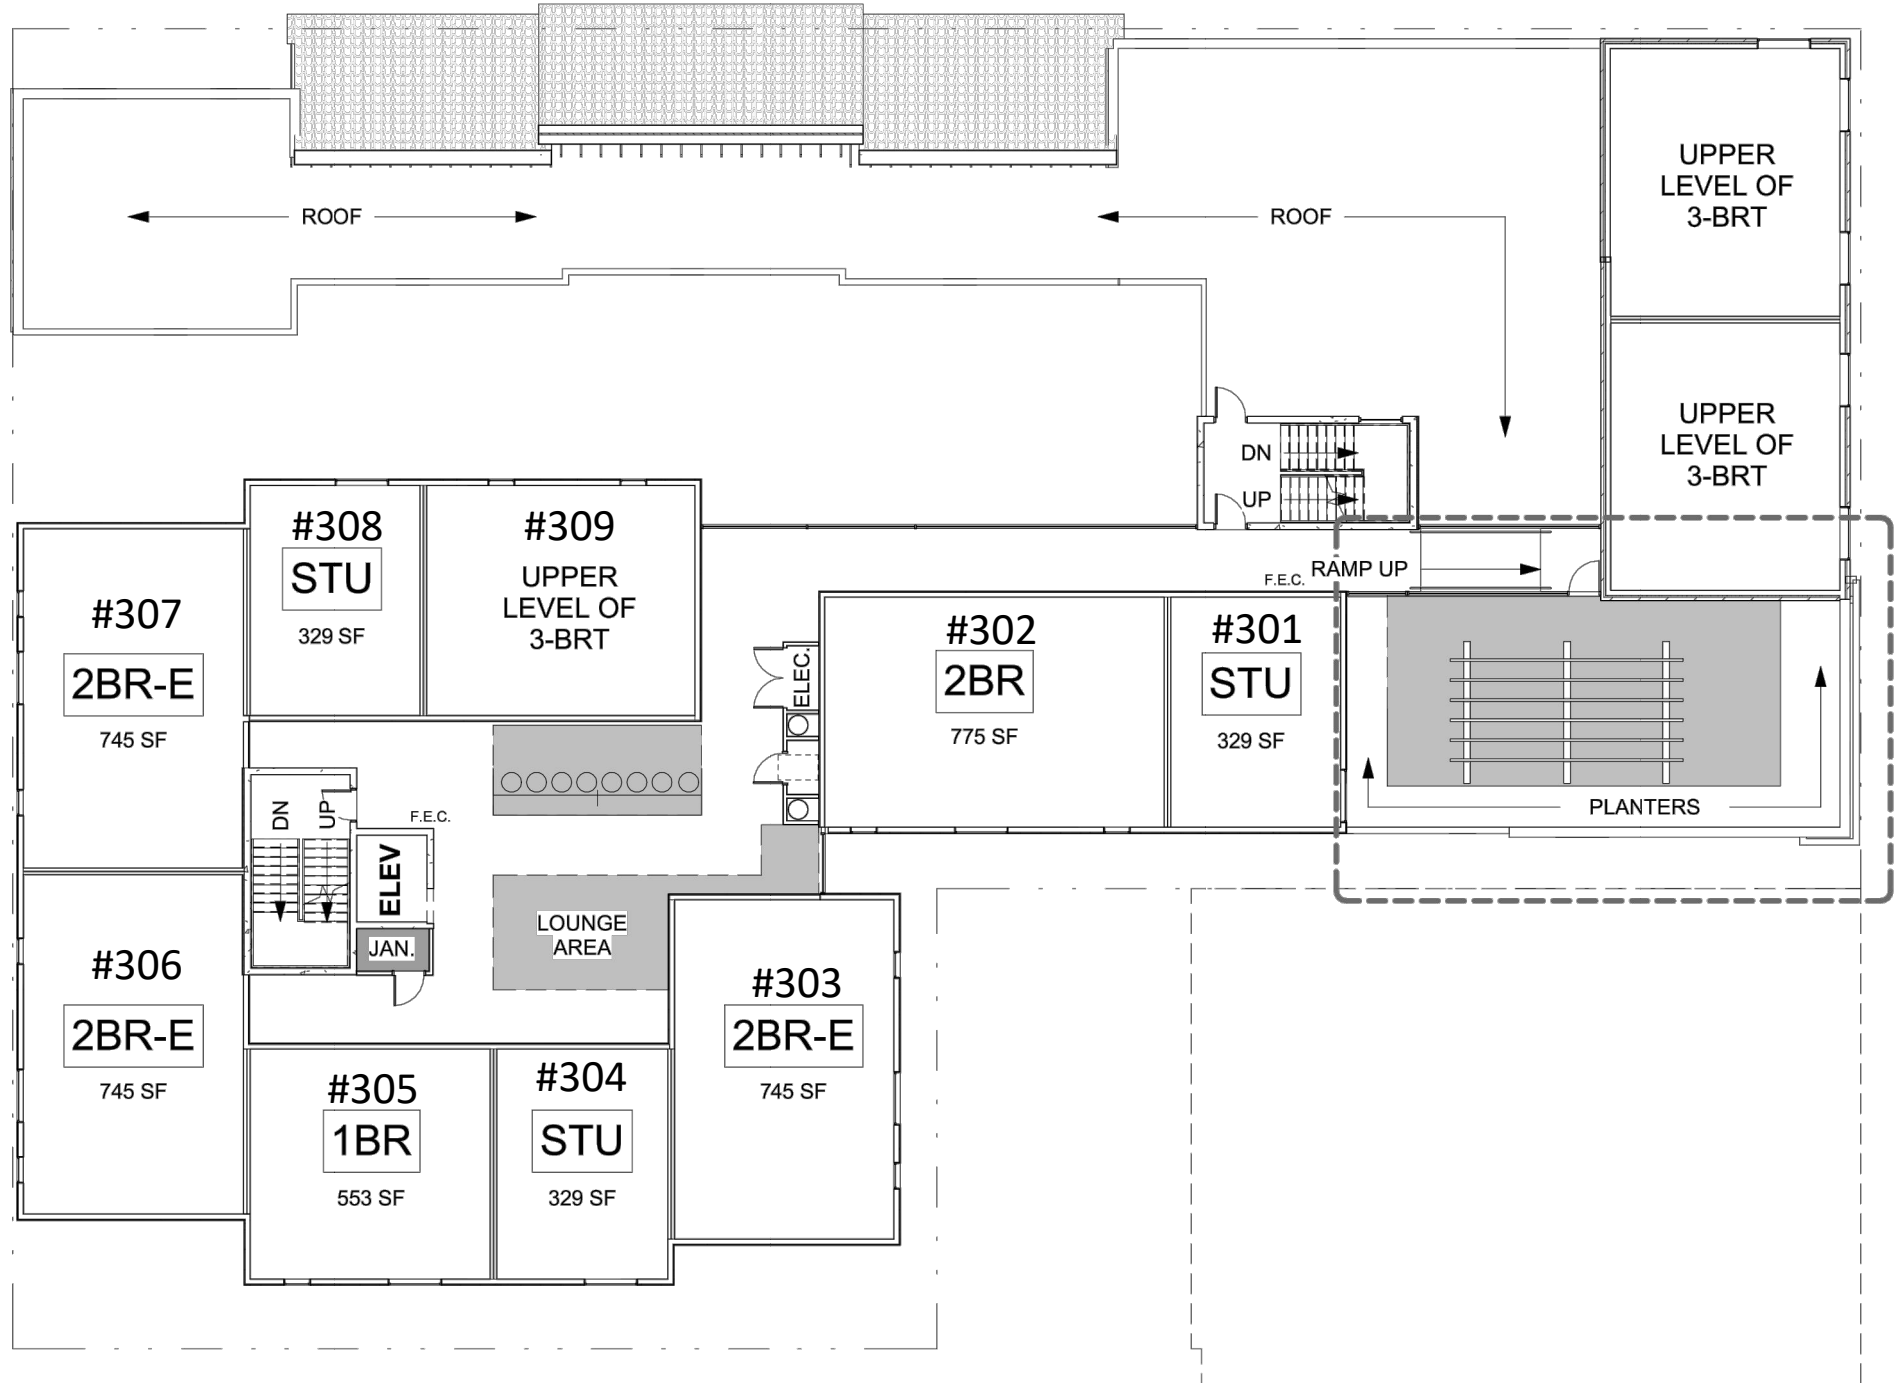 ROOF
ROOF
UPPER
LEVEL OF
3-BRT
UPPER
LEVEL OF
3-BRT
DN
UP
RAMP UP
F.E.C.
#308
STU
329 SF
#309
UPPER
LEVEL OF
3-BRT
#307
2BR-E
745 SF
#302
2BR
775 SF
#301
STU
329 SF
ELEC.
PLANTERS
DN
UP
F.E.C.
ELEV
JAN.
LOUNGE
AREA
#306
2BR-E
745 SF
#303
2BR-E
745 SF
#305
1BR
553 SF
#304
STU
329 SF